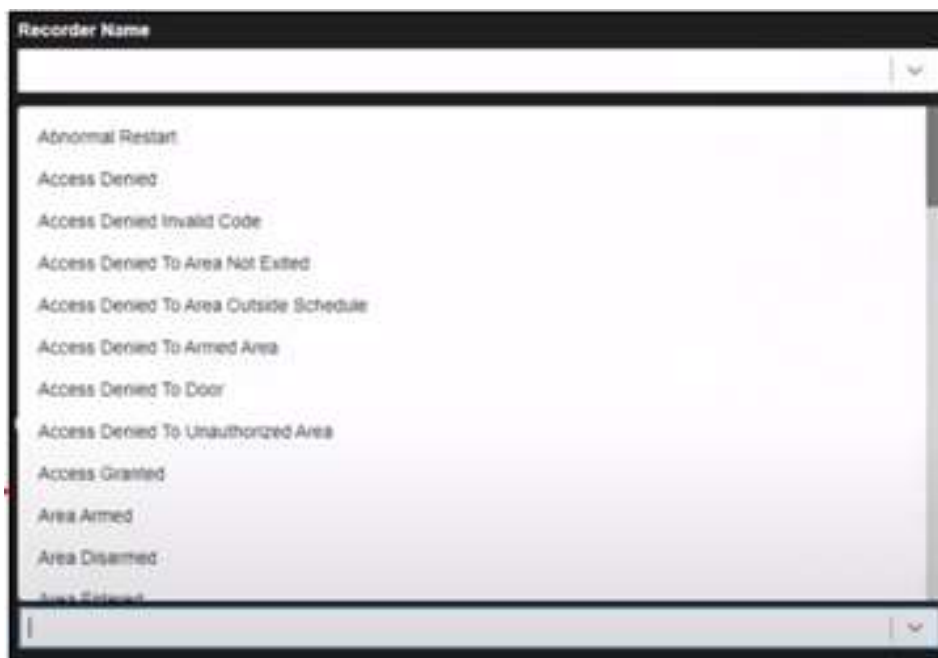 Recorder Name
Abnormal Restart
Access Denied
Access Denied Invalid Code
Access Denied To Area Not Exited
Access Denied To Area Outside Schedule
Access Denied To Armed Area
Access Denied To Door
Access Denied To Unauthorized Area
Access Granted
Area Armed
Area Disarmed
Area Entered